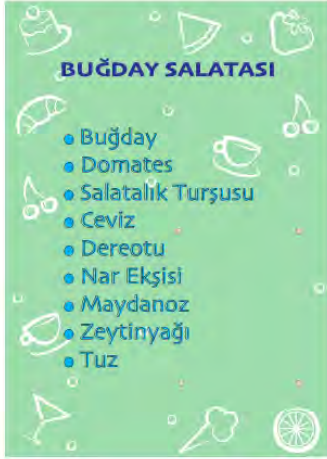 BUĞDAY SALATASI
• Buğday
• Domates
• Salatalık Turşusu
• Ceviz
• Dereotu
• Nar Ekşisi
• Maydanoz
• Zeytinyağı
• Tuz